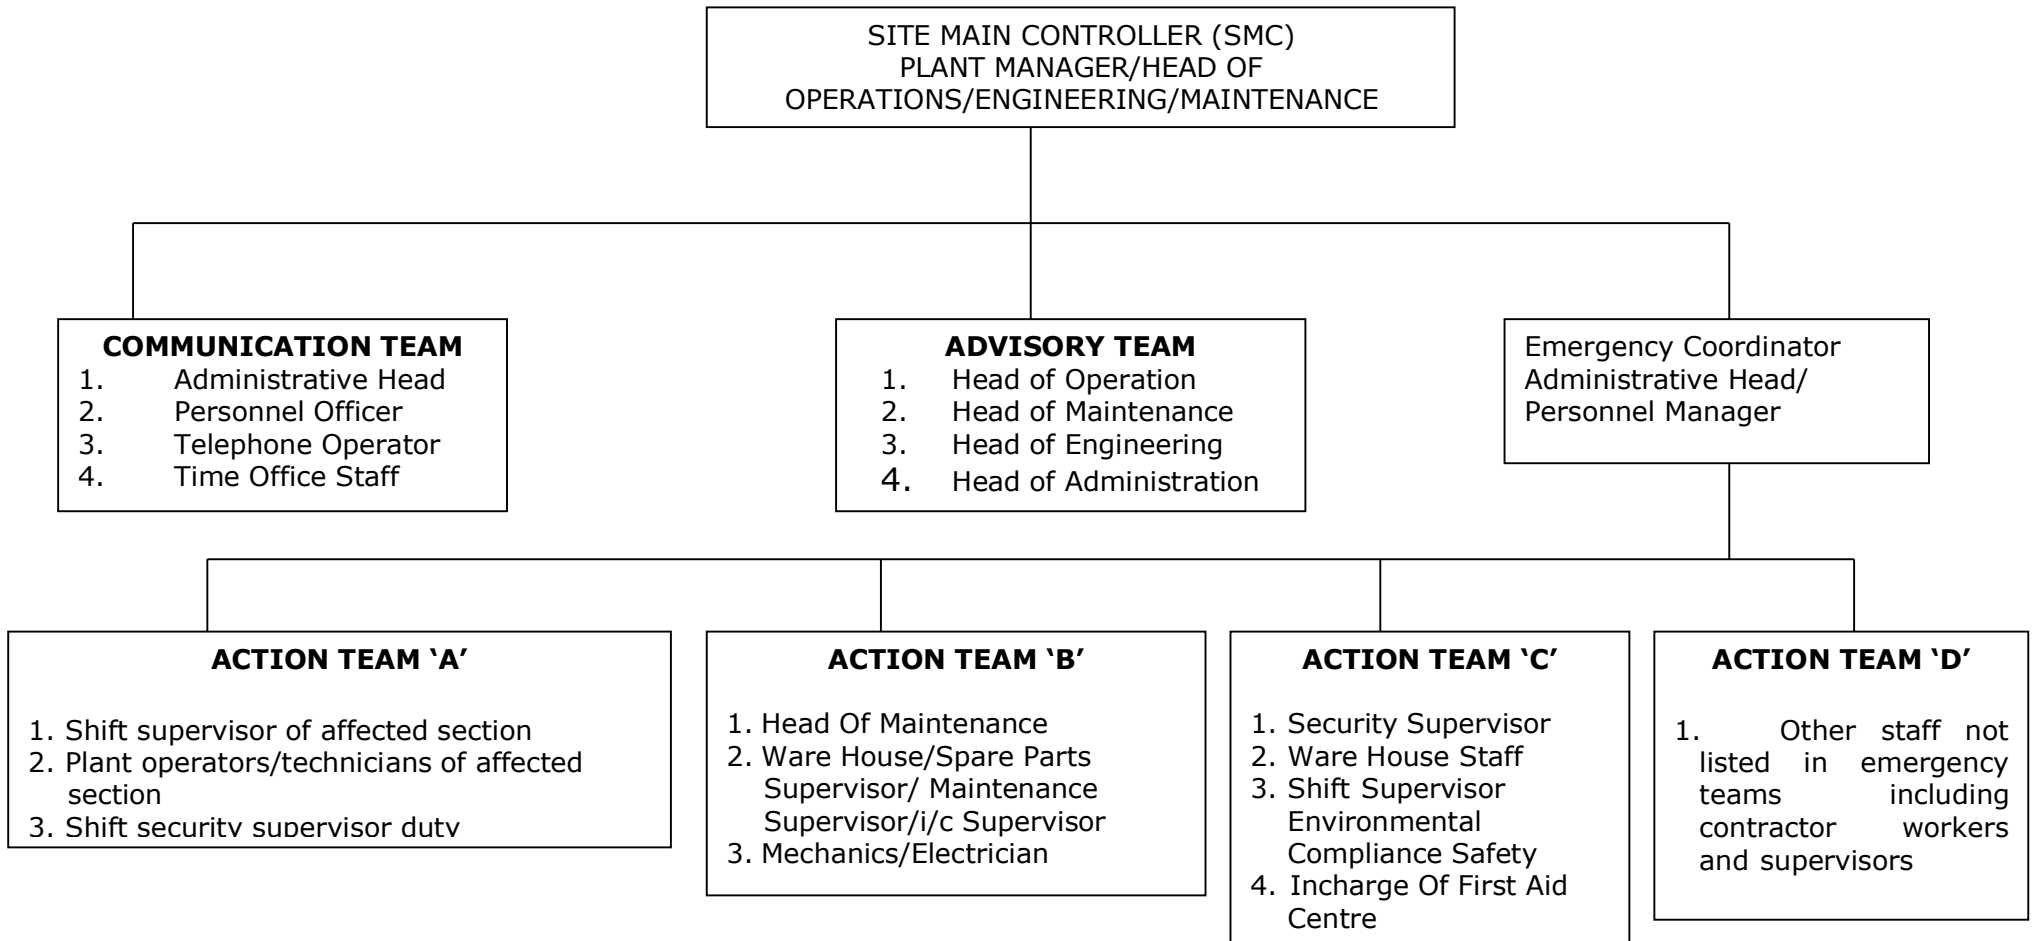 SITE MAIN CONTROLLER (SMC)
PLANT MANAGER/HEAD OF
OPERATIONS/ENGINEERING/MAINTENANCE
COMMUNICATION TEAM
1. Administrative Head
2. Personnel Officer
3. Telephone Operator
4. Time Office Staff
ADVISORY TEAM
1. Head of Operation
2. Head of Maintenance
3. Head of Engineering
4. Head of Administration
Emergency Coordinator
Administrative Head/
Personnel Manager
ACTION TEAM ‘A’
1. Shift supervisor of affected section
2. Plant operators/technicians of affected
section
3. Shift security supervisor duty
ACTION TEAM ‘B’
1. Head Of Maintenance
2. Ware House/Spare Parts
Supervisor/ Maintenance
Supervisor/i/c Supervisor
3. Mechanics/Electrician
ACTION TEAM ‘C’
1. Security Supervisor
2. Ware House Staff
3. Shift Supervisor
Environmental
Compliance Safety
4. Incharge Of First Aid
Centre
ACTION TEAM ‘D’
1. Other staff not
listed in emergency
teams including
contractor workers
and supervisors